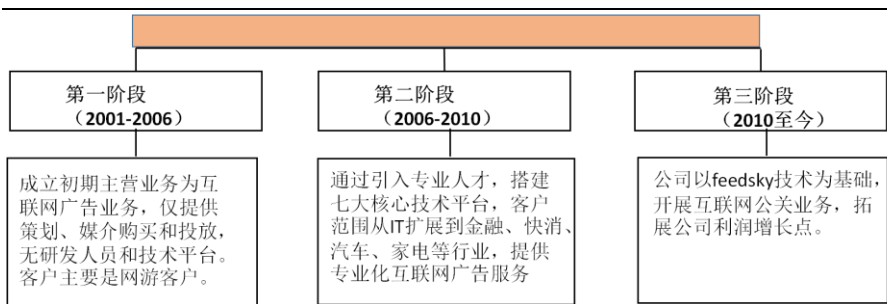 第一阶段
（2001-2006）
第二阶段
（2006-2010）
第三阶段
（2010至今）
成立初期主营业务为互
联网广告业务，仅提供
策划、媒介购买和投放，
无研发人员和技术平台。
客户主要是网游客户。
通过引入专业人才，搭建
七大核心技术平台，客户
范围从IT扩展到金融、快消、
汽车、家电等行业，提供
专业化互联网广告服务
公司以feedsky技术为基础，
开展互联网公关业务，拓
展公司利润增长点。